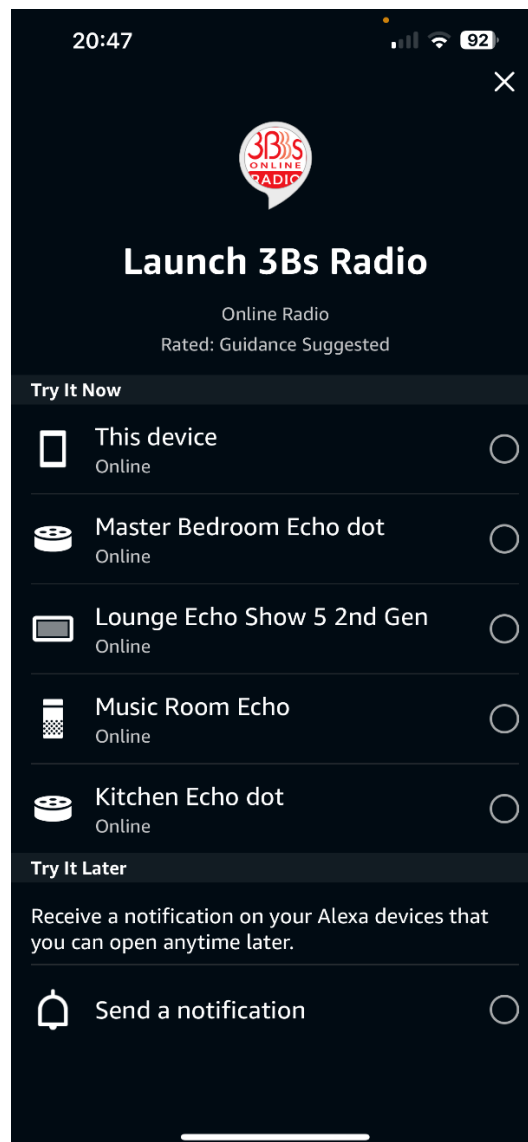 20:47
92
3B's
ONLINE
RADIO
Launch 3Bs Radio
Online Radio
Rated: Guidance Suggested
Try It Now
This device
Online
Master Bedroom Echo dot
Online
Lounge Echo Show 5 2nd Gen
Online
Music Room Echo
Online
Kitchen Echo dot
Online
Try It Later
Receive a notification on your Alexa devices that
you can open anytime later.
Send a notification